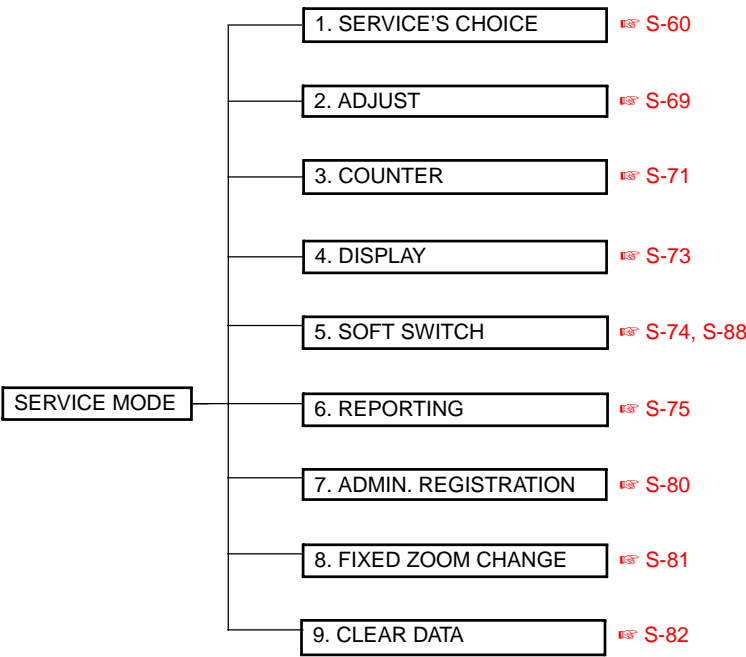 1. SERVICE’S CHOICE ☞ S-60
2. ADJUST ☞ S-69
3. COUNTER ☞ S-71
4. DISPLAY ☞ S-73
5. SOFT SWITCH ☞ S-74, S-88
SERVICE MODE
6. REPORTING ☞ S-75
7. ADMIN. REGISTRATION ☞ S-80
8. FIXED ZOOM CHANGE ☞ S-81
9. CLEAR DATA ☞ S-82